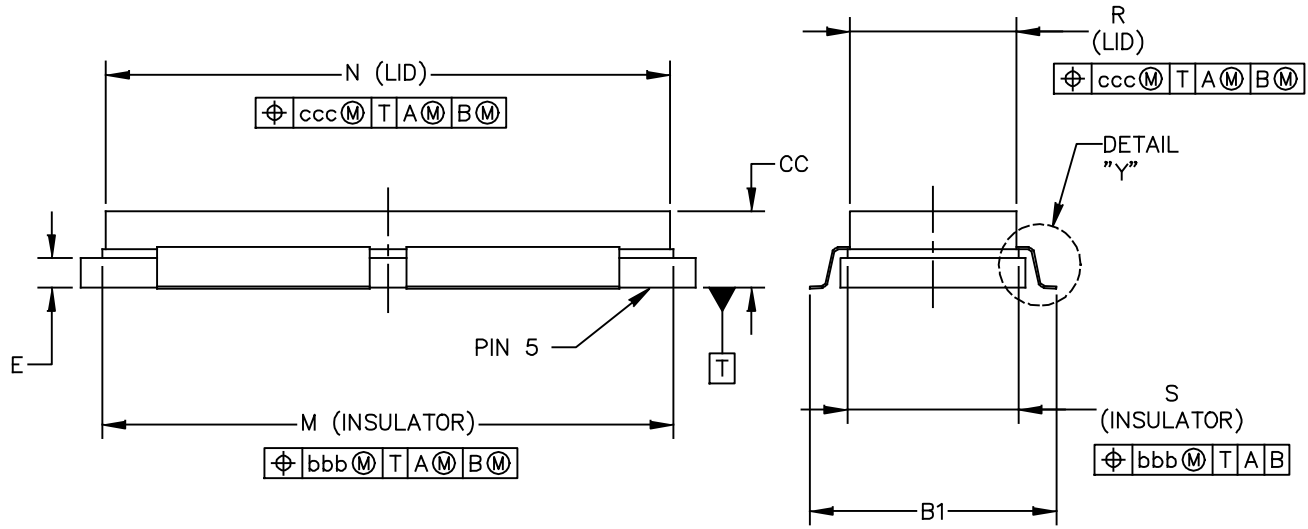 R
(LID)
⌖ ccc Ⓜ T A Ⓜ B Ⓜ
N (LID)
⌖ ccc Ⓜ T A Ⓜ B Ⓜ
DETAIL
"Y"
CC
E
PIN 5
T
M (INSULATOR)
⌖ bbb Ⓜ T A Ⓜ B Ⓜ
S
(INSULATOR)
⌖ bbb Ⓜ T A B
B1